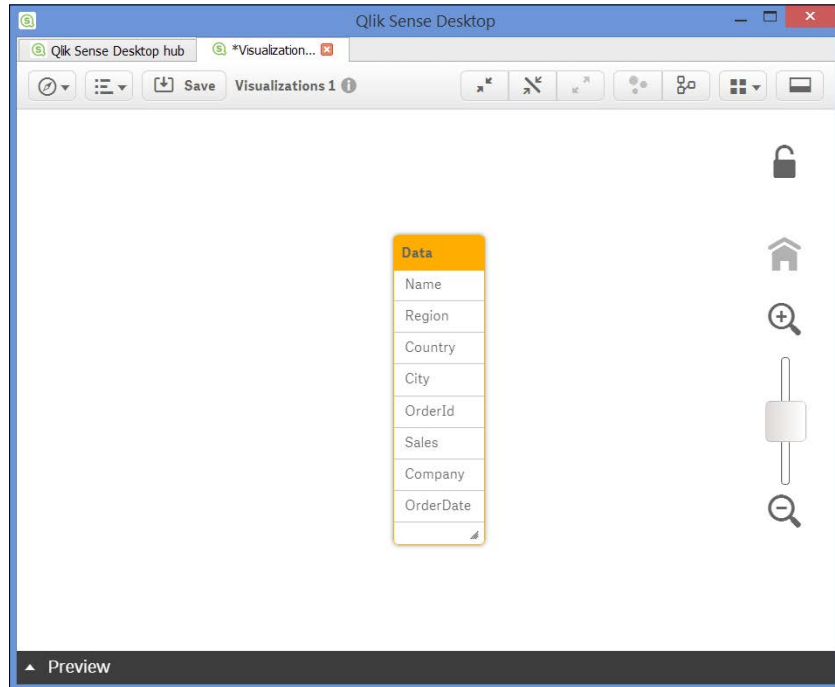 Qlik Sense Desktop
Qlik Sense Desktop hub
*Visualization...
Save
Visualizations 1
Data
Name
Region
Country
City
OrderId
Sales
Company
OrderDate
Preview